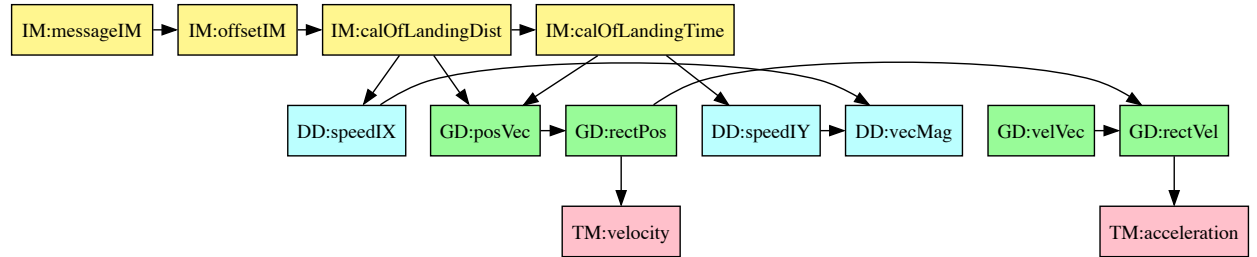 IM:messageIM
IM:offsetIM
IM:calOfLandingDist
IM:calOfLandingTime
DD:speedIX
GD:posVec
GD:rectPos
DD:speedIY
DD:vecMag
GD:velVec
GD:rectVel
TM:velocity
TM:acceleration